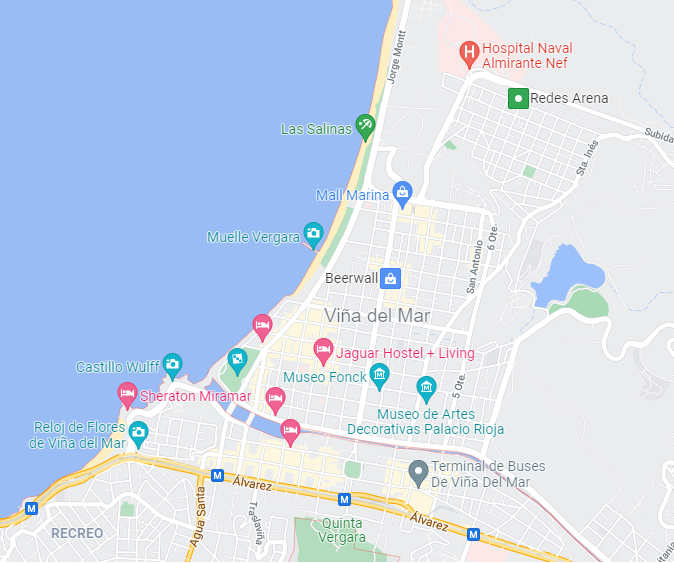 Jorge Montt
H
Hospital Naval
Almirante Nef
Redes Arena
Las Salinas
Subida
Sta. Inés
Mall Marina
Muelle Vergara
6 Ote.
San Antonio
Beerwall
Viña del Mar
Jaguar Hostel + Living
Castillo Wulff
Museo Fonck
5 Ote.
Sheraton Miramar
Museo de Artes
Decorativas Palacio Rioja
Reloj de Flores
de Viña del Mar
Terminal de Buses
De Viña Del Mar
M
Álvarez
M
Agua Santa
Traslaviña
M
Álvarez
M
Quinta
Vergara
RECREO